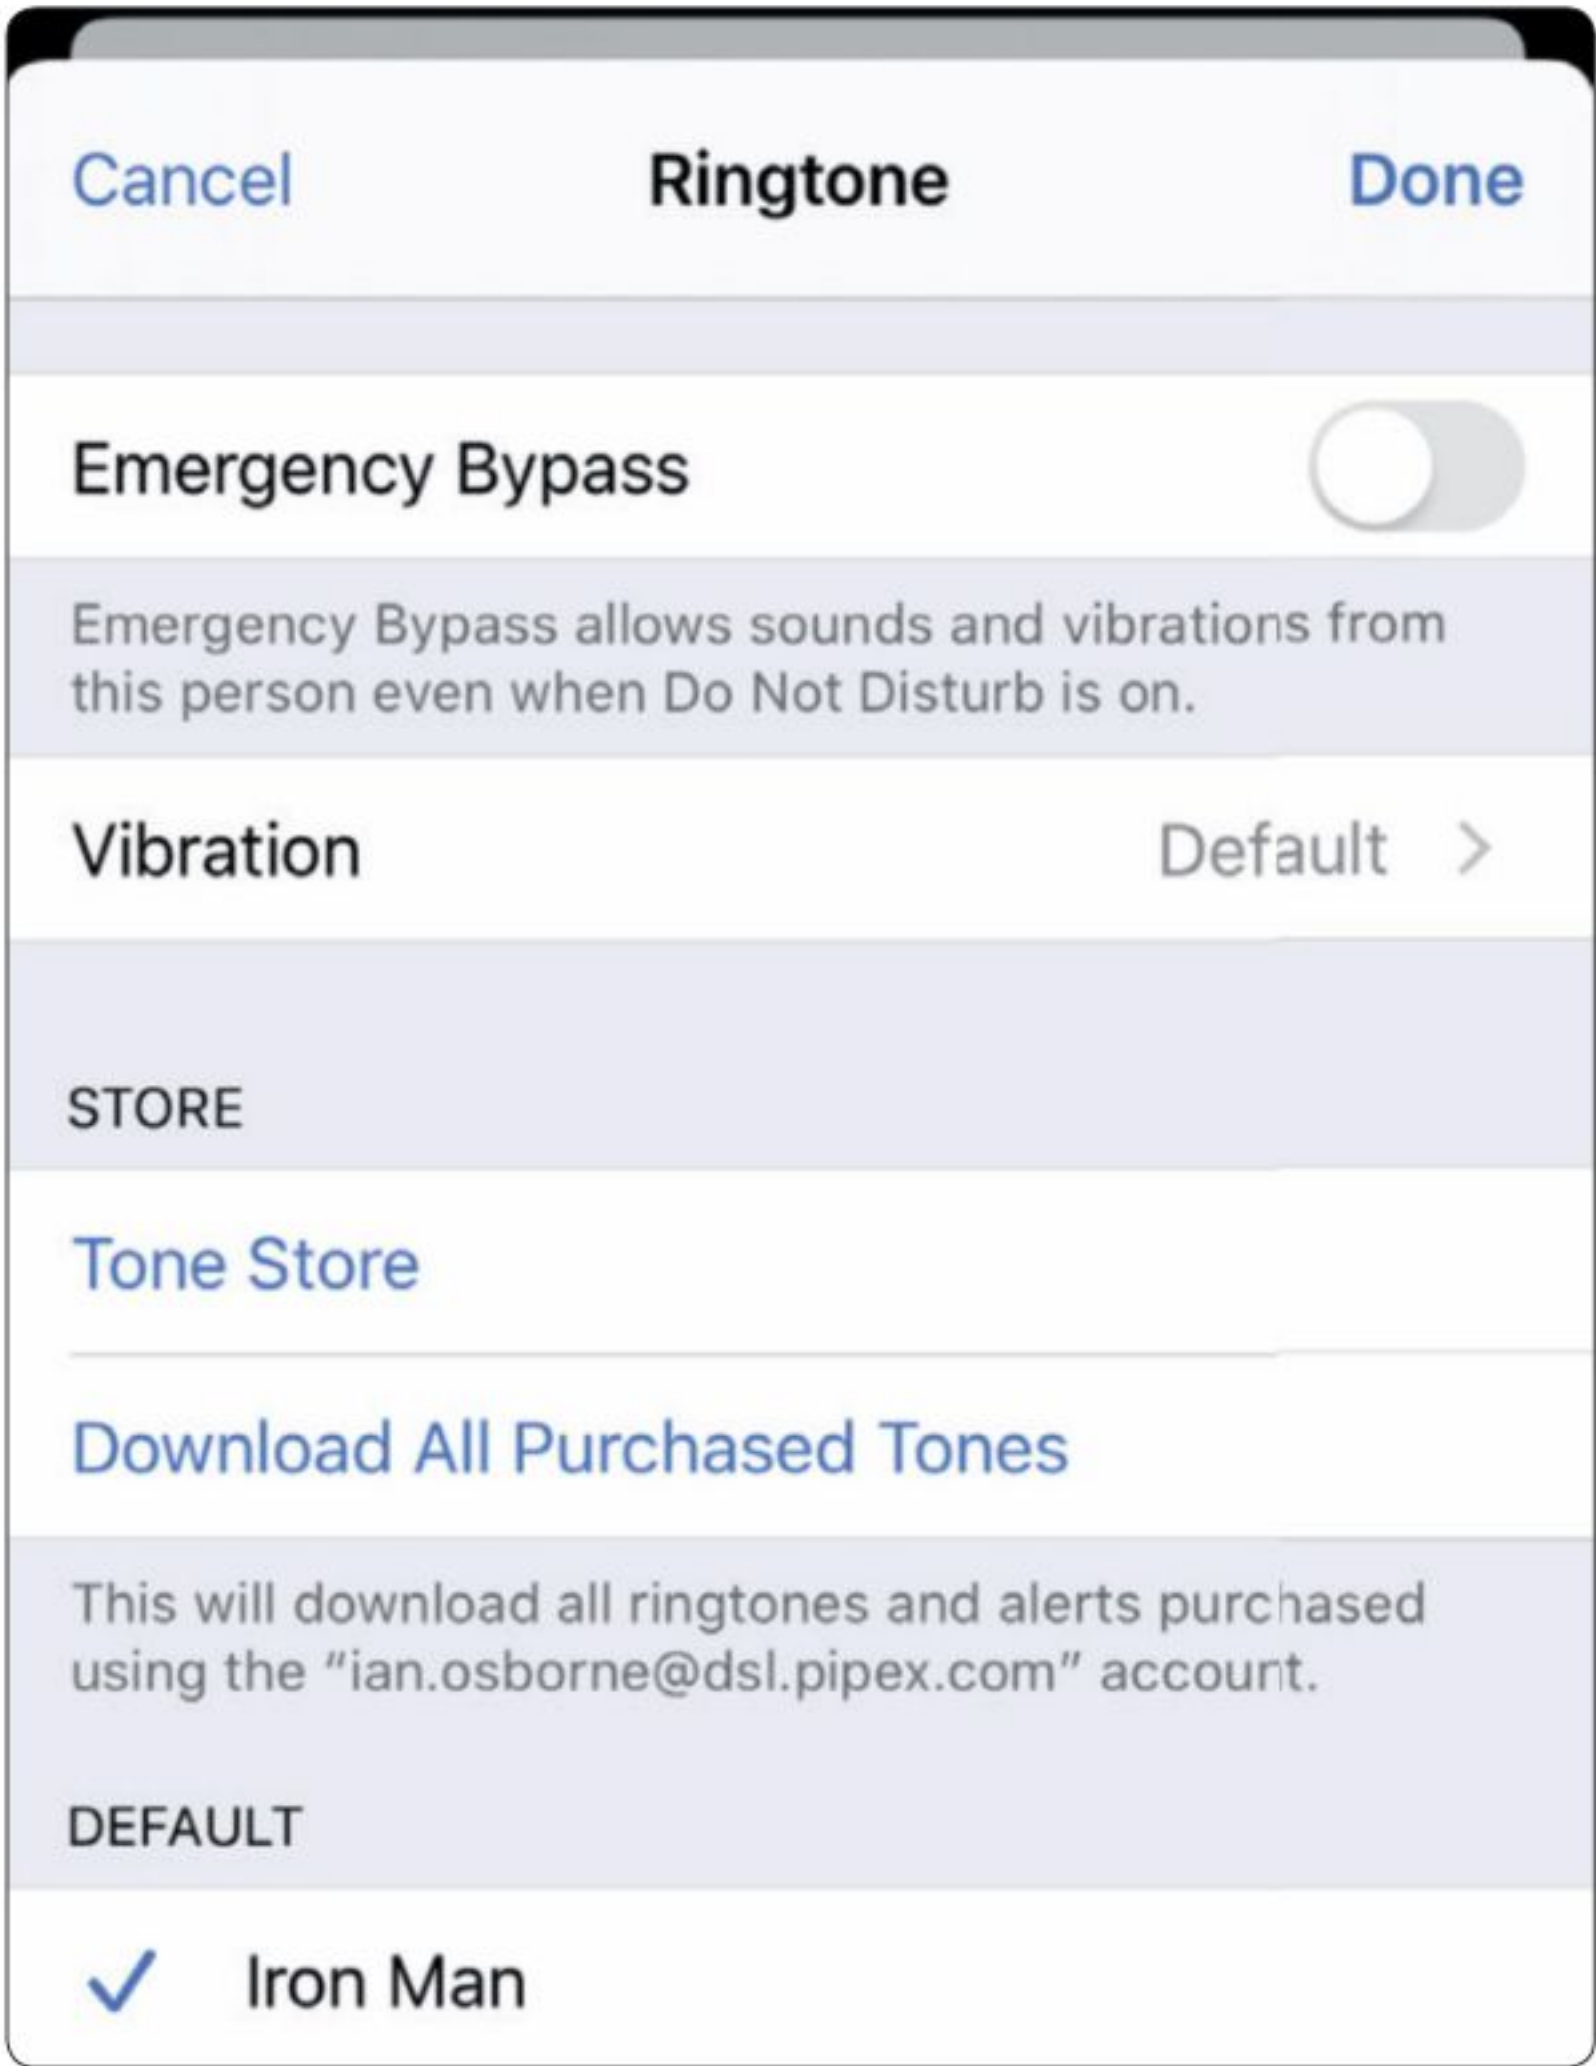 Cancel Ringtone Done
Emergency Bypass
Emergency Bypass allows sounds and vibrations from
this person even when Do Not Disturb is on.
Vibration Default >
STORE
Tone Store
Download All Purchased Tones
This will download all ringtones and alerts purchased
using the “ian.osborne@dsl.pipex.com” account.
DEFAULT
✓ Iron Man